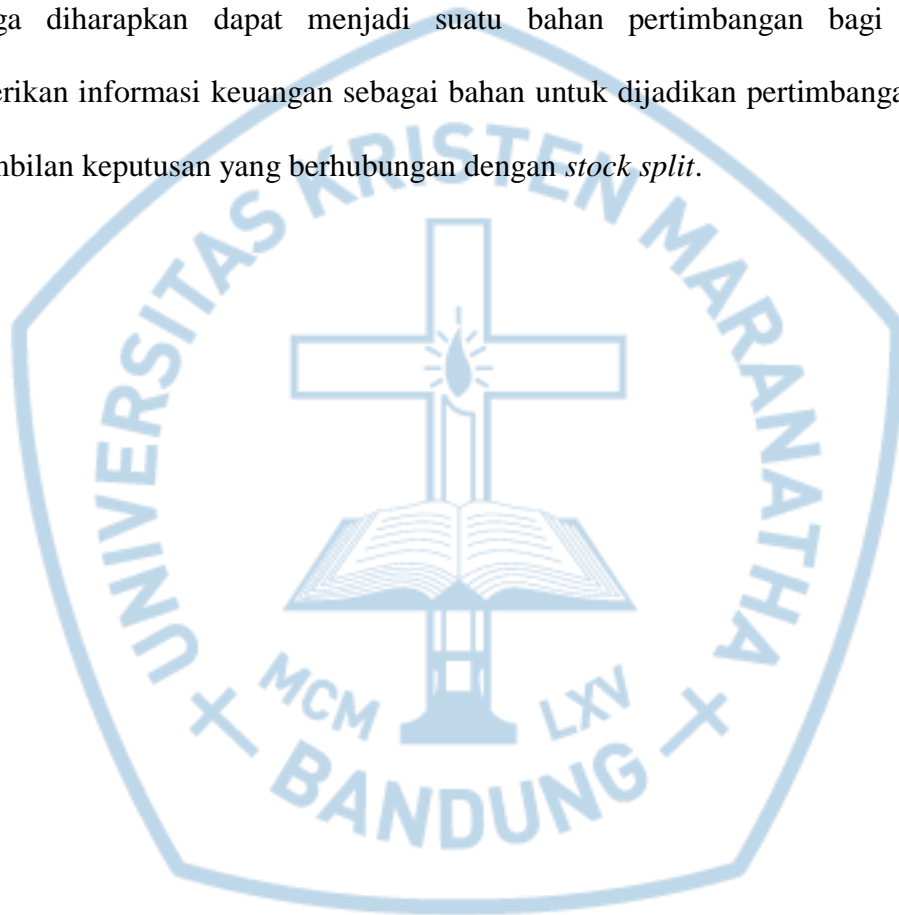 ga diharapkan dapat menjadi suatu bahan pertimbangan bagi
erikan informasi keuangan sebagai bahan untuk dijadikan pertimbanga
mbilan keputusan yang berhubungan dengan stock split.
UNIVERSITAS KRISTEN MARANATHA
MCM LXV
BANDUNG